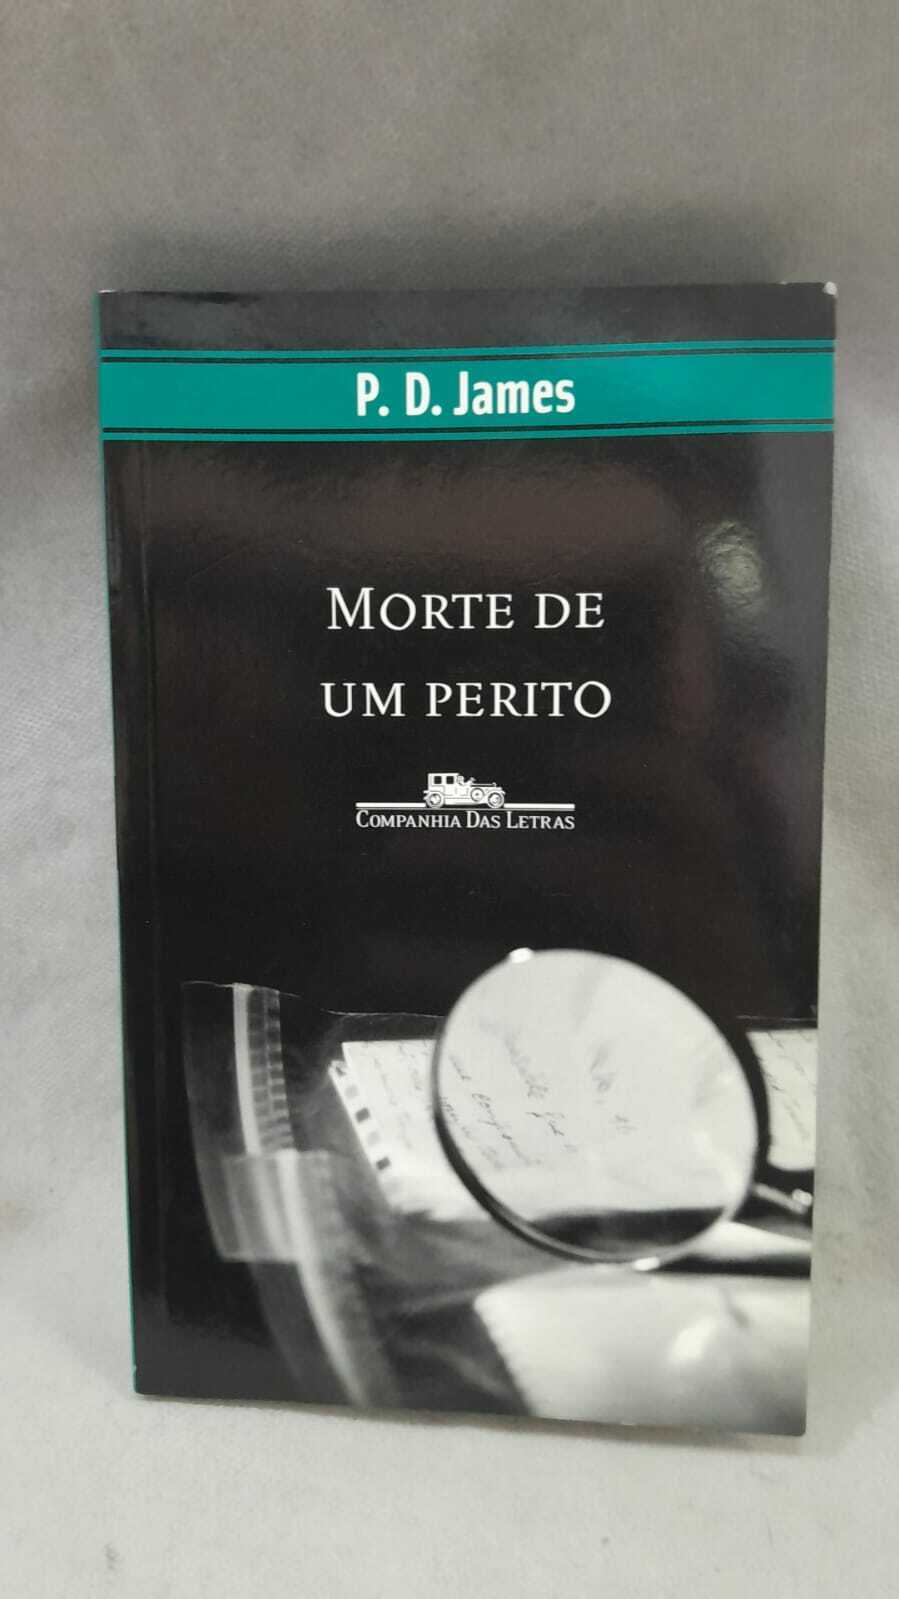 P. D. James
MORTE DE
UM PERITO
COMPANHIA DAS LETRAS